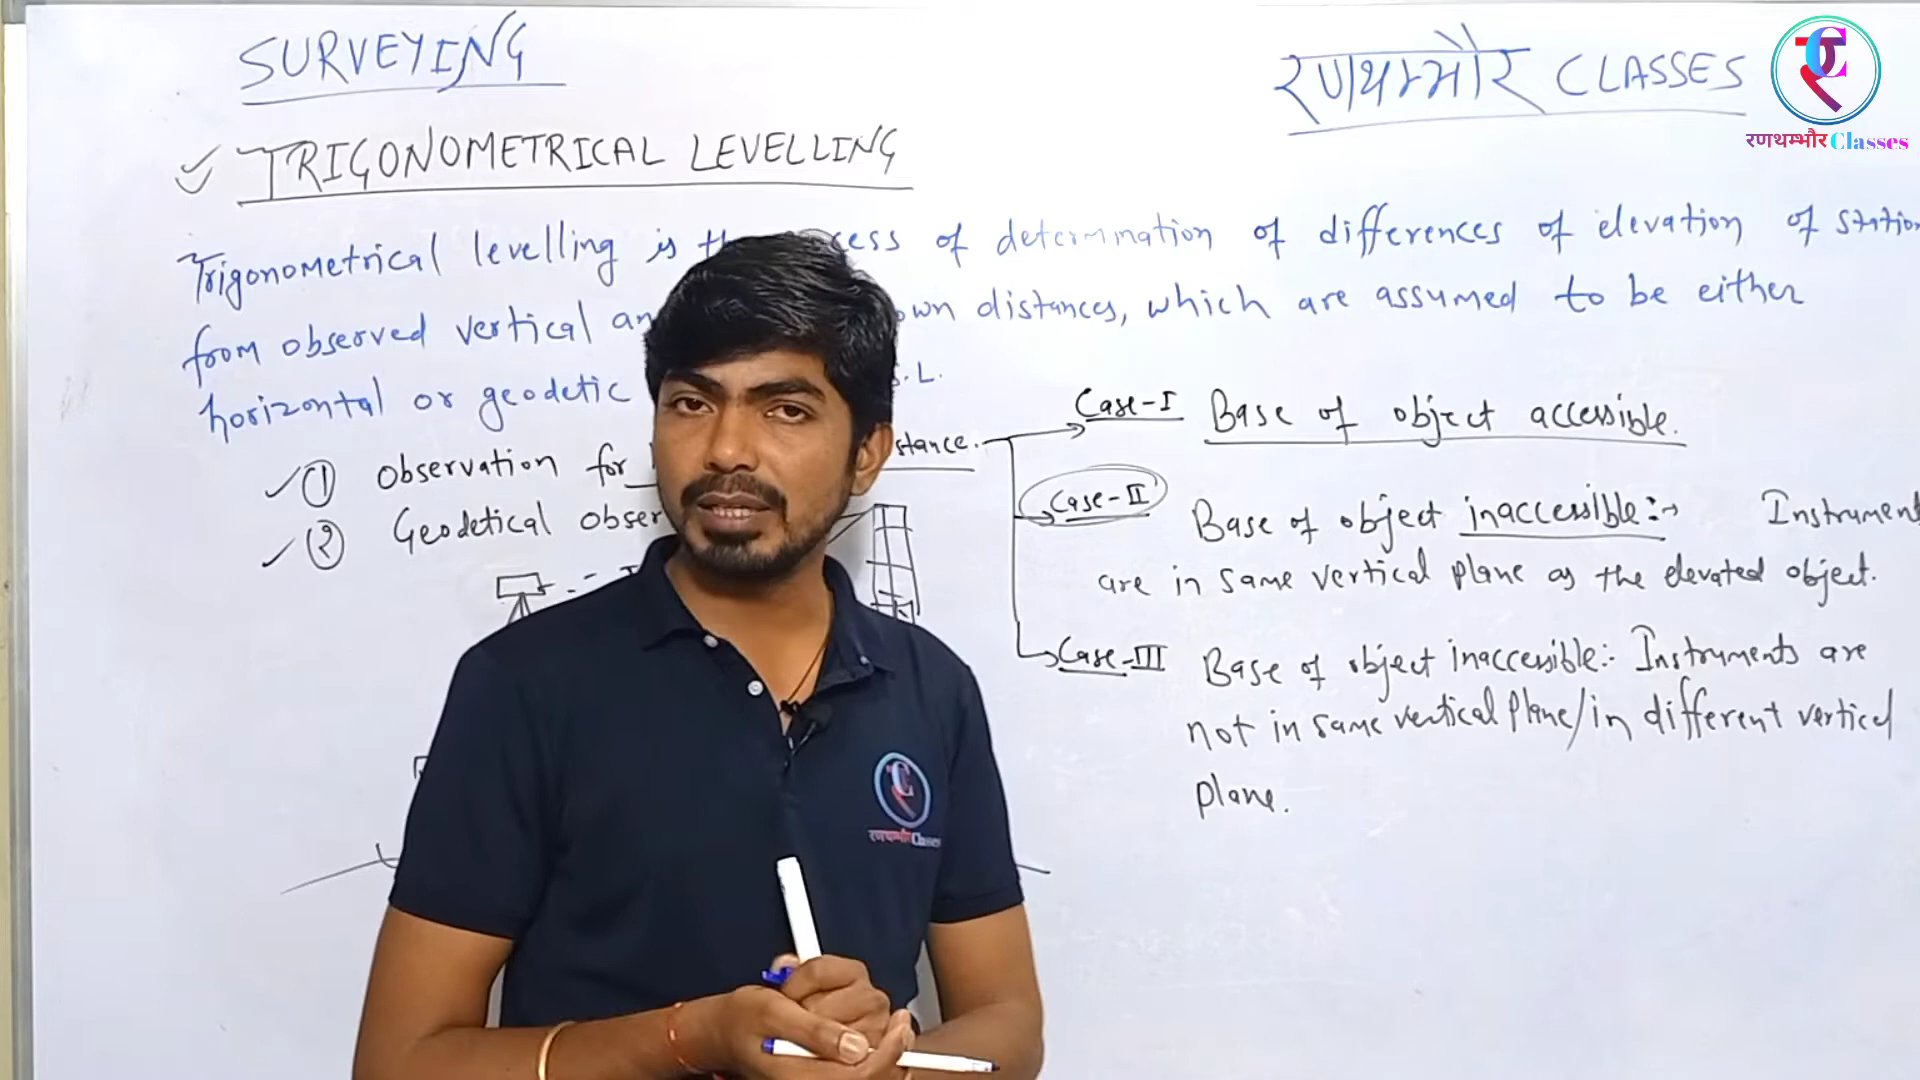 SURVEYING
रणथम्भौर CLASSES
रणथम्भौर Classes
TRIGONOMETRICAL LEVELLING
Trigonometrical levelling is the process of determination of differences of elevation of station
from observed vertical an own distances, which are assumed to be either
horizontal or geodetic S.L.
① Observation for stance.
② Geodetical obser
Case-I Base of object accessible.
Case-II Base of object inaccessible:→ Instrument
are in same vertical plane as the elevated object.
Case-III Base of object inaccessible:- Instruments are
not in same vertical plane/in different vertical
plane.
रणथम्भौर Classes